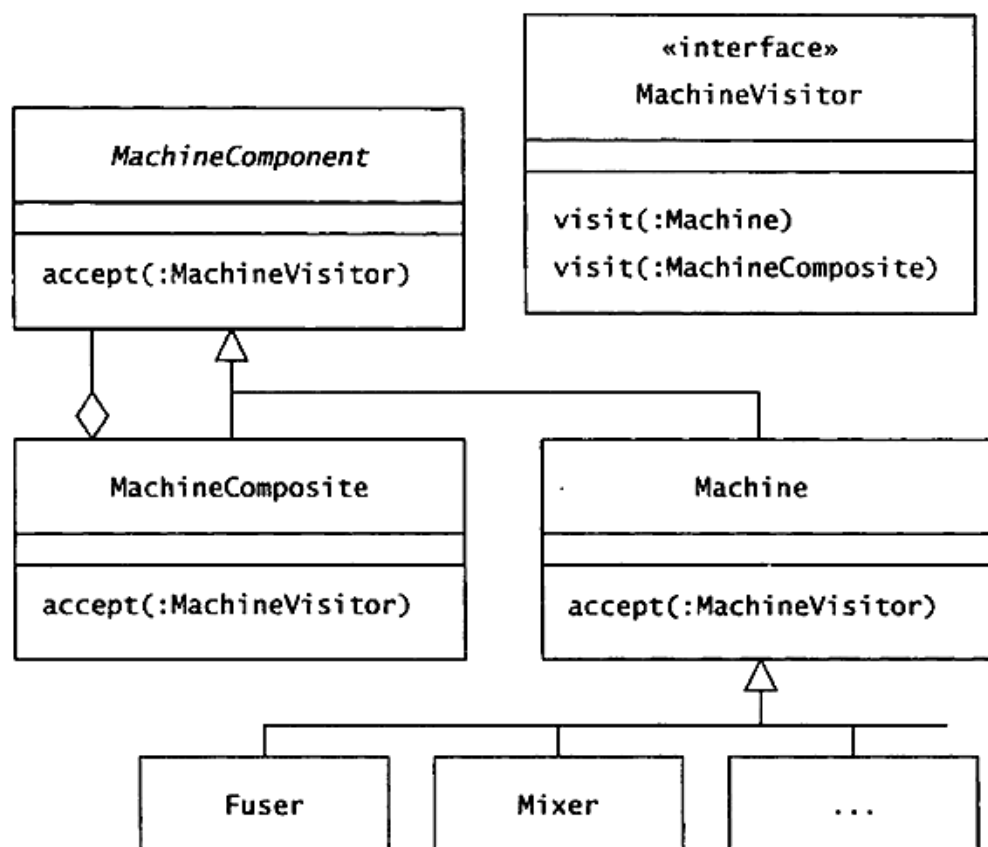 «interface»
MachineVisitor
visit(:Machine)
visit(:MachineComposite)
MachineComponent
accept(:MachineVisitor)
MachineComposite
accept(:MachineVisitor)
Machine
accept(:MachineVisitor)
Fuser
Mixer
...